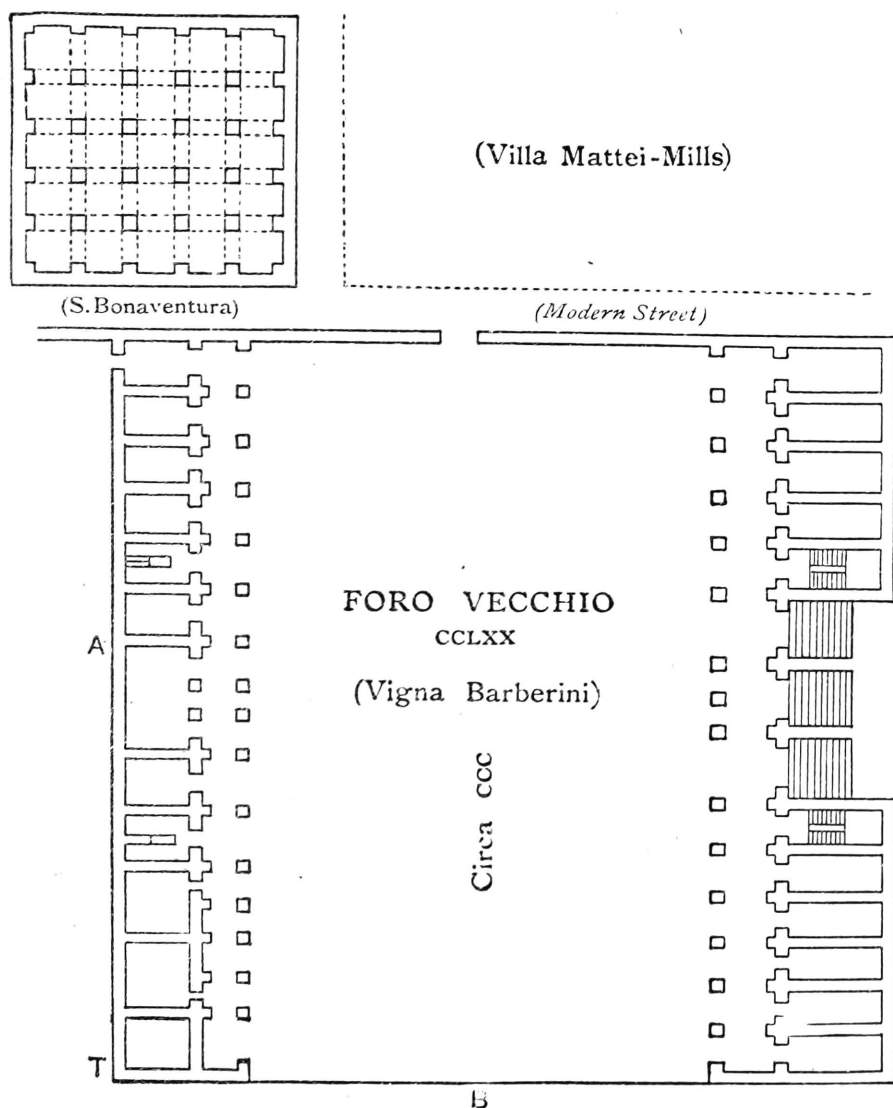 (Villa Mattei-Mills)
(S. Bonaventura)
(Modern Street)
FORO VECCHIO
CCLXX
(Vigna Barberini)
A
Circa CCC
T
B